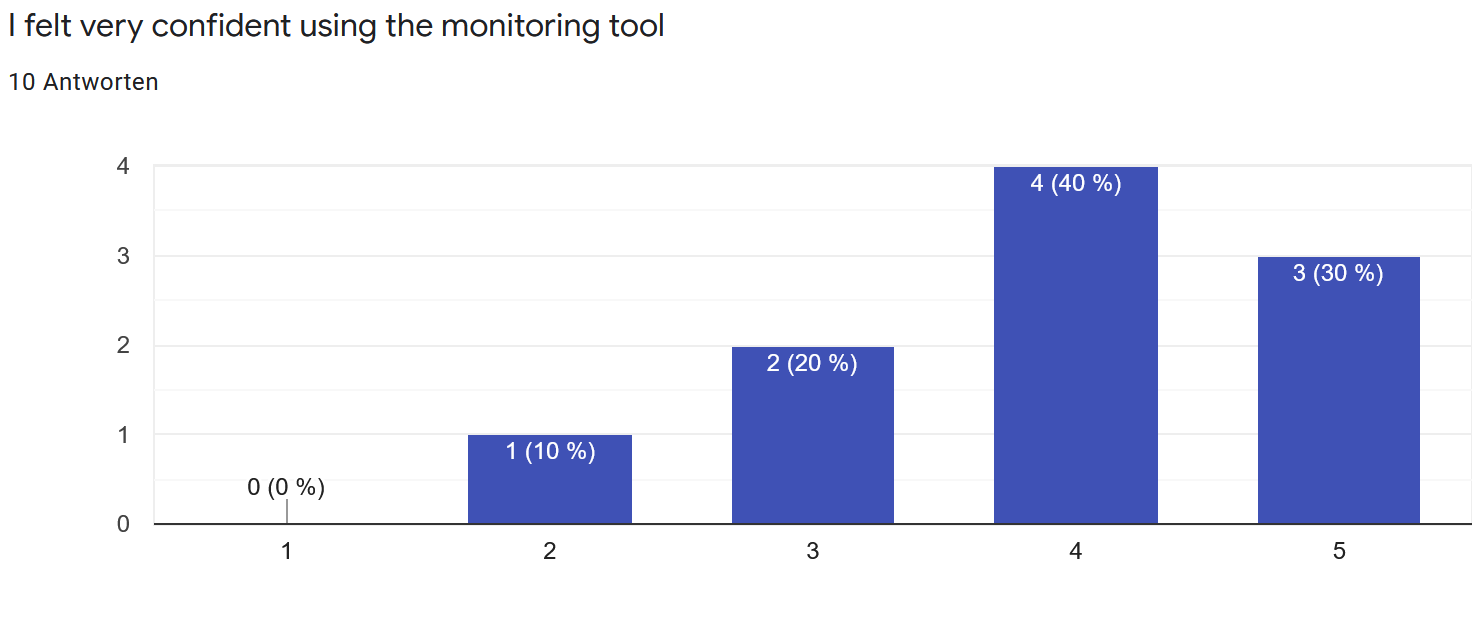 I felt very confident using the monitoring tool
10 Antworten
4
3
2
1
0
0 (0 %)
1 (10 %)
2 (20 %)
4 (40 %)
3 (30 %)
1 2 3 4 5